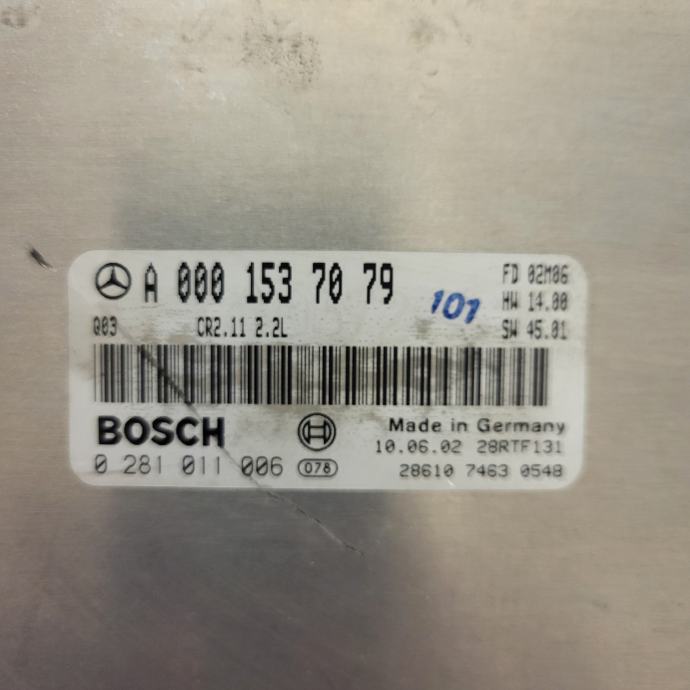 A 000 153 70 79
101
FD 02M06
HW 14.00
Q03 CR2.11 2.2L
SW 45.01
BOSCH
Made in Germany
10.06.02 28RTF131
0 281 011 006 078
28610 7463 0548